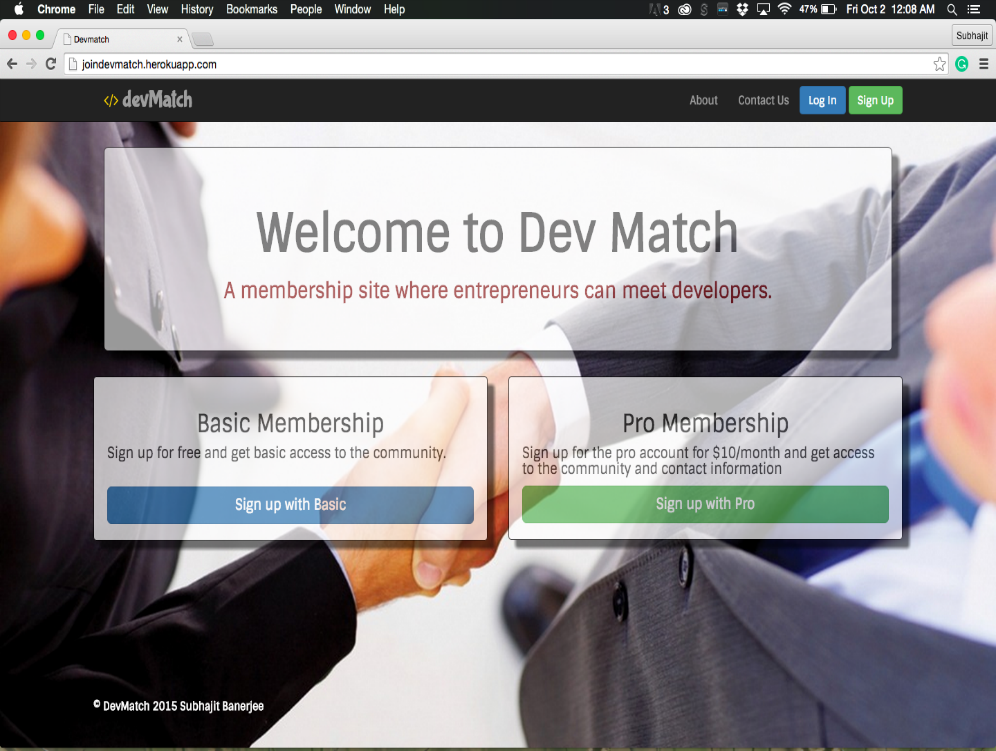 Chrome File Edit View History Bookmarks People Window Help 3 47% Fri Oct 2 12:08 AM
Devmatch × Subhajit
joindevmatch.herokuapp.com
</> devMatch About Contact Us Log In Sign Up
Welcome to Dev Match
A membership site where entrepreneurs can meet developers.
Basic Membership
Sign up for free and get basic access to the community.
Sign up with Basic
Pro Membership
Sign up for the pro account for $10/month and get access
to the community and contact information
Sign up with Pro
© DevMatch 2015 Subhajit Banerjee